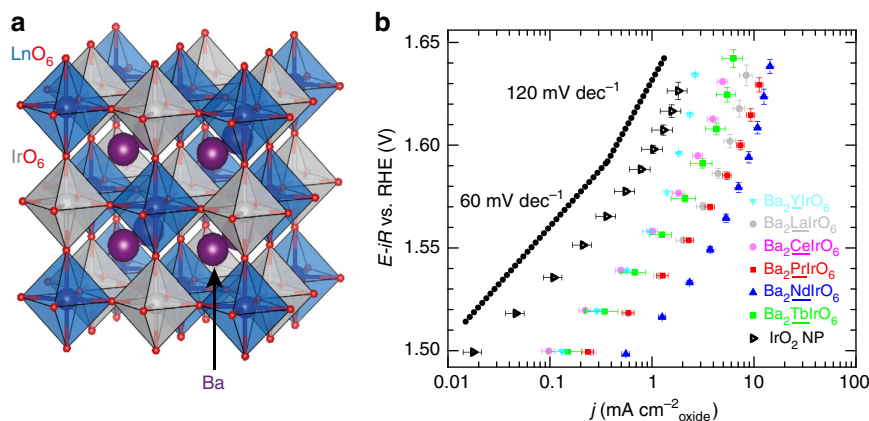 a
LnO₆
IrO₆
Ba
b
E-iR vs. RHE (V)
1.65
1.60
1.55
1.50
120 mV dec⁻¹
60 mV dec⁻¹
Ba₂YIrO₆
Ba₂LaIrO₆
Ba₂CeIrO₆
Ba₂PrIrO₆
Ba₂NdIrO₆
Ba₂TbIrO₆
IrO₂ NP
0.01
0.1
1
10
100
j (mA cm⁻²oxide)